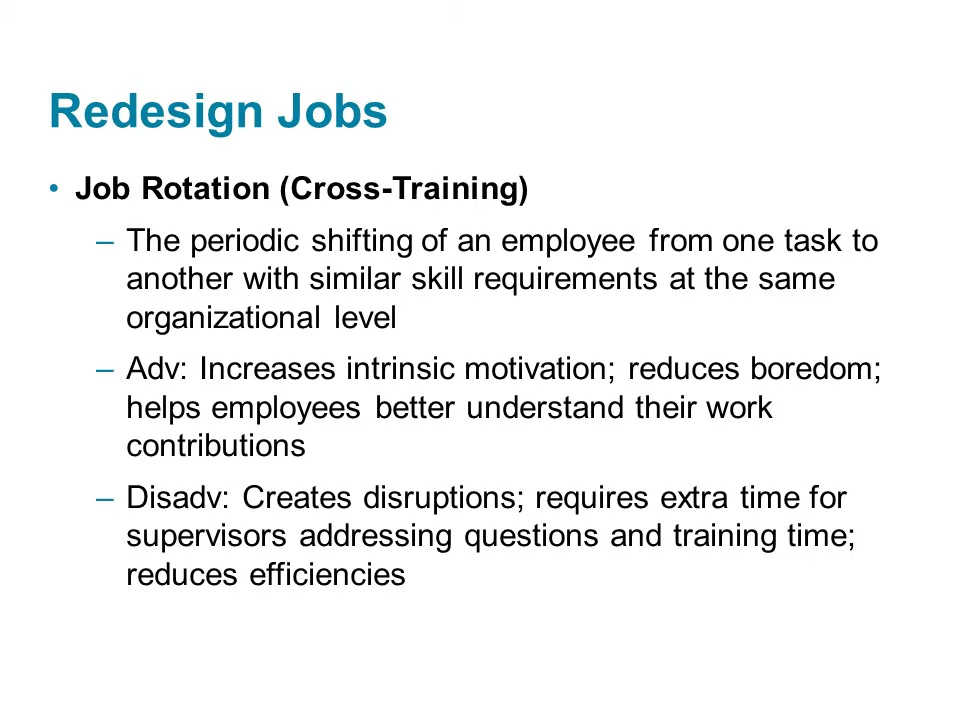 Redesign Jobs
• Job Rotation (Cross-Training)
– The periodic shifting of an employee from one task to
another with similar skill requirements at the same
organizational level
– Adv: Increases intrinsic motivation; reduces boredom;
helps employees better understand their work
contributions
– Disadv: Creates disruptions; requires extra time for
supervisors addressing questions and training time;
reduces efficiencies